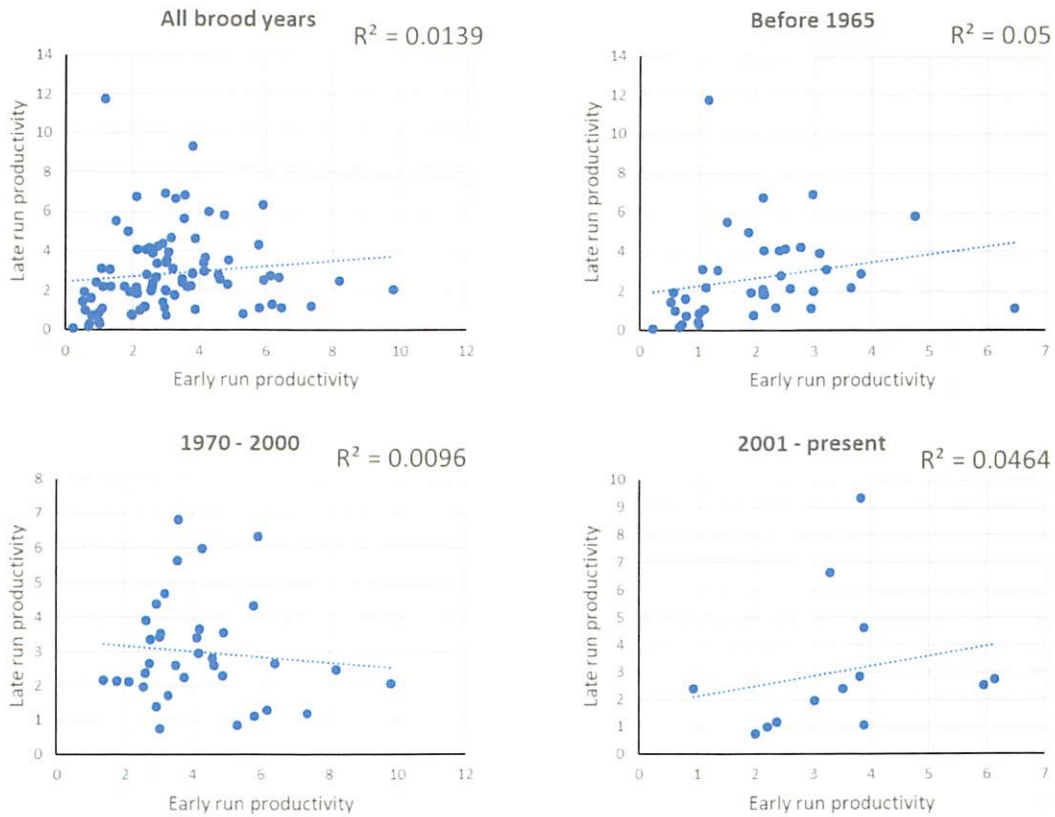 All brood years
R² = 0.0139
14
12
10
8
6
4
2
0
Late run productivity
0 2 4 6 8 10 12
Early run productivity
Before 1965
R² = 0.05
14
12
10
8
6
4
2
0
Late run productivity
0 1 2 3 4 5 6 7
Early run productivity
1970 - 2000
R² = 0.0096
8
7
6
5
4
3
2
1
0
Late run productivity
0 2 4 6 8 10 12
Early run productivity
2001 - present
R² = 0.0464
10
9
8
7
6
5
4
3
2
1
0
Late run productivity
0 1 2 3 4 5 6 7
Early run productivity